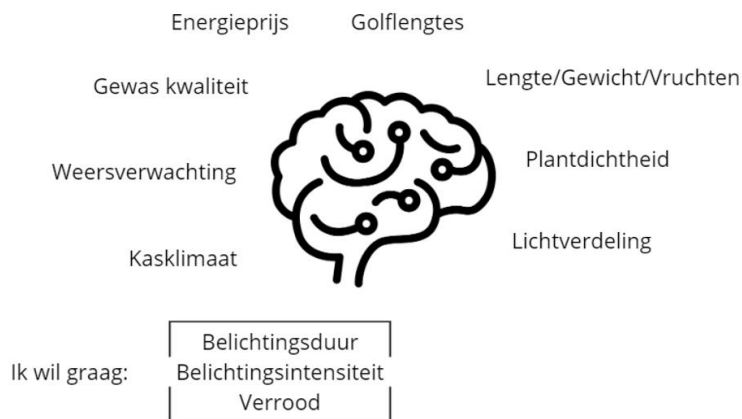 Energieprijs
Golflengtes
Gewas kwaliteit
Lengte/Gewicht/Vruchten
Weersverwachting
Plantdichtheid
Kasklimaat
Lichtverdeling
Ik wil graag:
Belichtingsduur
Belichtingsintensiteit
Verrood